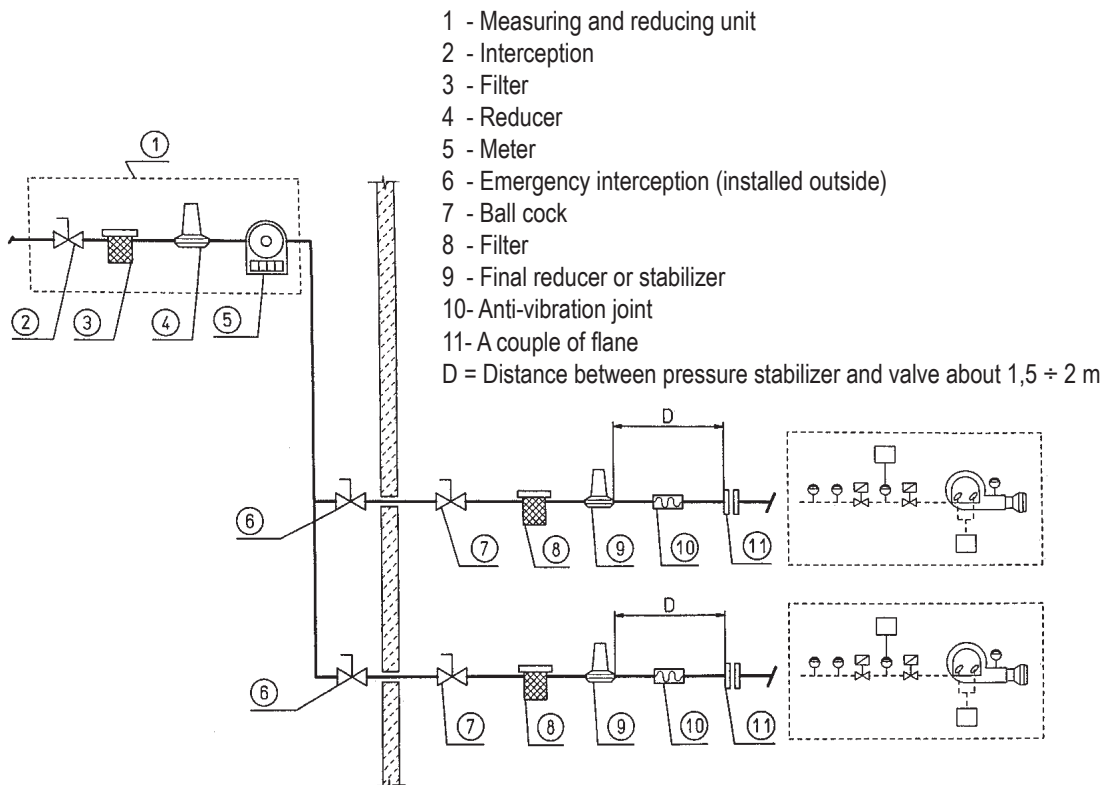 1 - Measuring and reducing unit
2 - Interception
3 - Filter
4 - Reducer
5 - Meter
6 - Emergency interception (installed outside)
7 - Ball cock
8 - Filter
9 - Final reducer or stabilizer
10- Anti-vibration joint
11- A couple of flane
D = Distance between pressure stabilizer and valve about 1,5 ÷ 2 m
1
2 3 4 5
D
6 7 8 9 10 11
D
6 7 8 9 10 11